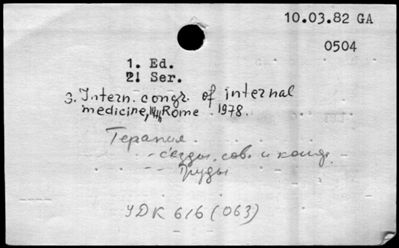 10.03.82 GA
0504
1. Ed.
2. Ser.
3. Intern. congr. of internal
medicine, Rome 1978.
Терапия.
- съезды, сов. и конф.
- Труды
УДК 616 (063)